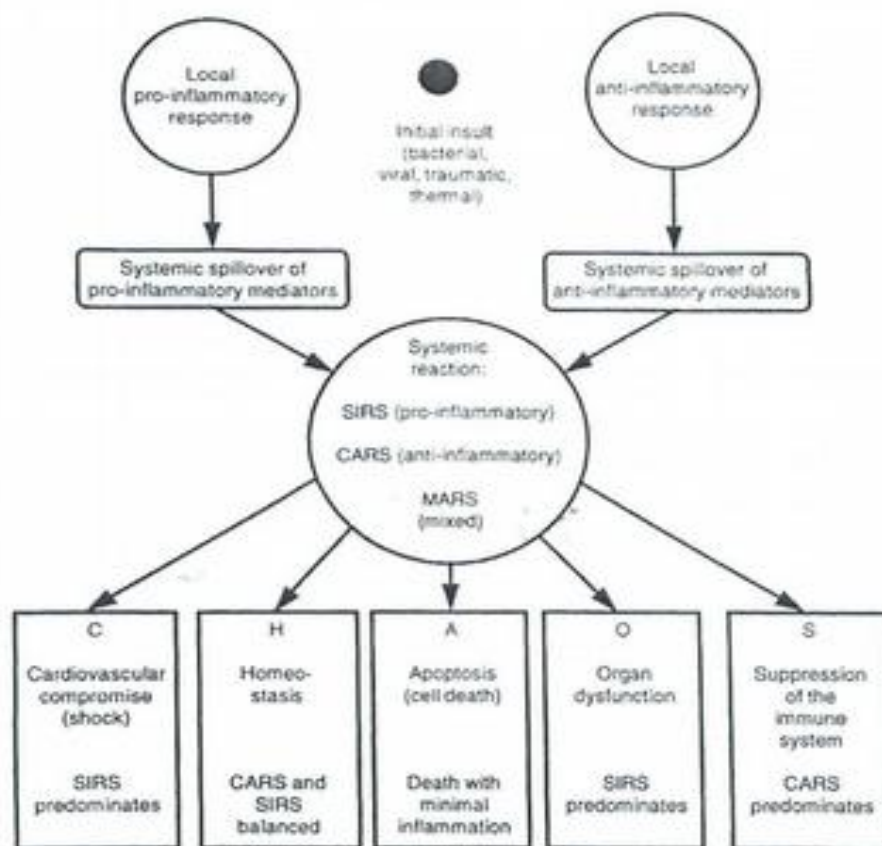 Local
pro-inflammatory
response
Initial insult
(bacterial,
viral, traumatic,
thermal)
Local
anti-inflammatory
response
Systemic spillover of
pro-inflammatory mediators
Systemic spillover of
anti-inflammatory mediators
Systemic
reaction:
SIRS (pro-inflammatory)
CARS (anti-inflammatory)
MARS
(mixed)
C
Cardiovascular
compromise
(shock)
SIRS
predominates
H
Homeo-
stasis
CARS and
SIRS
balanced
A
Apoptosis
(cell death)
Death with
minimal
inflammation
O
Organ
dysfunction
SIRS
predominates
S
Suppression
of the
immune
system
CARS
predominates